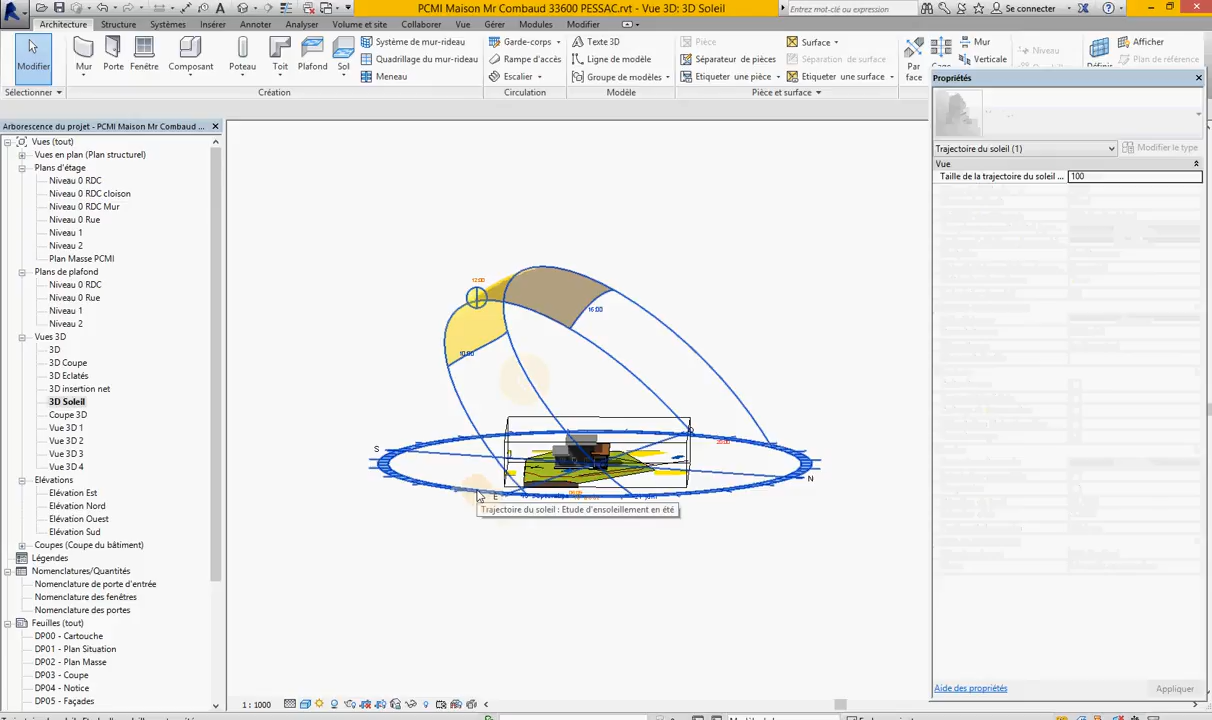 PCMI Maison Mr Combaud 33600 PESSAC.rvt - Vue 3D: 3D Soleil
Entrez mot-clé ou expression
Se connecter
Architecture Structure Systèmes Insérer Annoter Analyser Volume et site Collaborer Vue Gérer Modules Modifier
Modifier
Mur
Porte
Fenêtre
Composant
Poteau
Toit
Plafond
Sol
Système de mur-rideau
Quadrillage du mur-rideau
Meneau
Garde-corps
Rampe d'accès
Escalier
Texte 3D
Ligne de modèle
Groupe de modèles
Pièce
Séparateur de pièces
Etiqueter une pièce
Surface
Séparation de surface
Etiqueter une surface
Par
face
Mur
Verticale
Niveau
Afficher
Plan de référence
Sélectionner
Création
Circulation
Modèle
Pièce et surface
Arborescence du projet - PCMI Maison Mr Combaud ...
Vues (tout)
Vues en plan (Plan structurel)
Plans d'étage
Niveau 0 RDC
Niveau 0 RDC cloison
Niveau 0 RDC Mur
Niveau 0 Rue
Niveau 1
Niveau 2
Plan Masse PCMI
Plans de plafond
Niveau 0 RDC
Niveau 0 Rue
Niveau 1
Niveau 2
Vues 3D
3D
3D Coupe
3D Eclatés
3D insertion net
3D Soleil
Coupe 3D
Vue 3D 1
Vue 3D 2
Vue 3D 3
Vue 3D 4
Elévations
Elévation Est
Elévation Nord
Elévation Ouest
Elévation Sud
Coupes (Coupe du bâtiment)
Légendes
Nomenclatures/Quantités
Nomenclature de porte d'entrée
Nomenclature des fenêtres
Nomenclature des portes
Feuilles (tout)
DP00 - Cartouche
DP01 - Plan Situation
DP02 - Plan Masse
DP03 - Coupe
DP04 - Notice
DP05 - Façades
12:00
16:00
10:00
20:00
S
N
E
Trajectoire du soleil : Etude d'ensoleillement en été
1 : 1000
Propriétés
Trajectoire du soleil (1)
Modifier le type
Vue
Taille de la trajectoire du soleil ... 100
Aide des propriétés
Appliquer